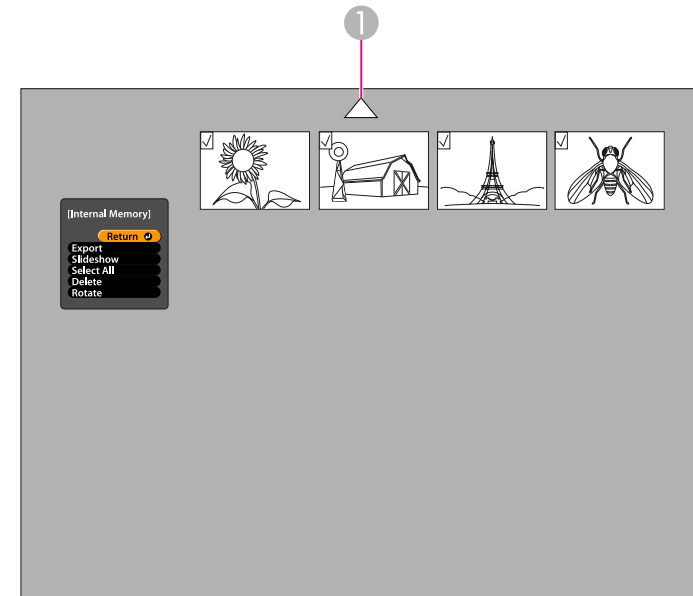 1
[Internal Memory]
Return
Export
Slideshow
Select All
Delete
Rotate